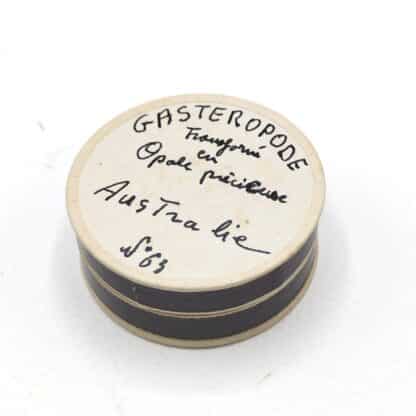 GASTEROPODE
Transformé
en
Opale précieuse
AusTralie
N°63